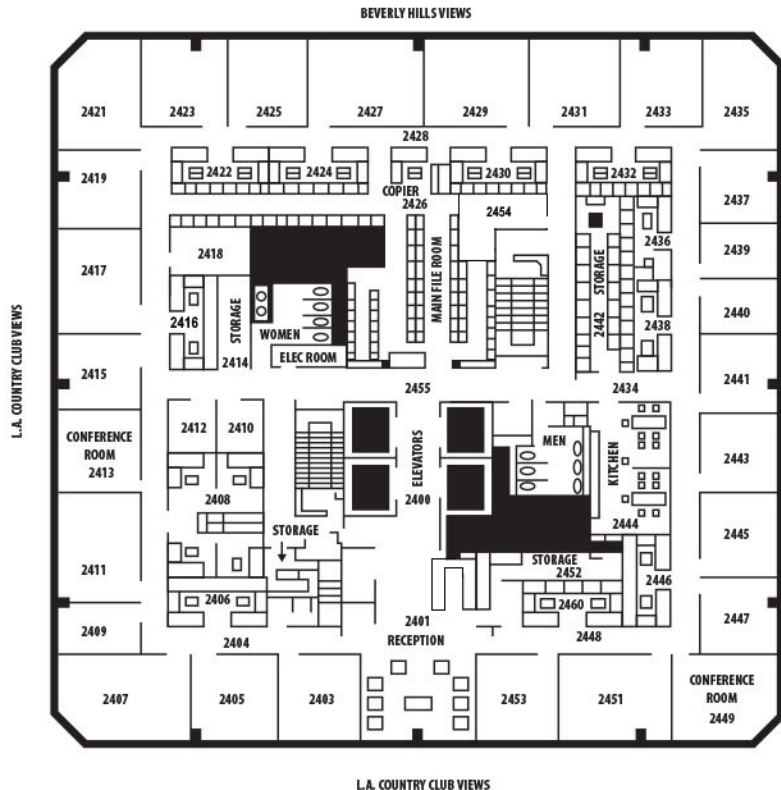 BEVERLY HILLS VIEWS
2421
2423
2425
2427
2429
2431
2433
2435
2428
2422
2424
2430
2432
2419
COPIER
2426
2454
2437
2436
2418
2417
MAIN FILE ROOM
STORAGE
2442
2439
2416
STORAGE
2414
WOMEN
ELEC ROOM
2440
2438
L.A. COUNTRY CLUB VIEWS
2415
2455
2434
2441
2412
2410
CONFERENCE
ROOM
2413
ELEVATORS
2400
MEN
KITCHEN
2444
2443
2408
STORAGE
2411
2445
STORAGE
2452
2446
2406
2460
2409
2401
RECEPTION
2404
2448
2447
2407
2405
2403
2453
2451
CONFERENCE
ROOM
2449
L.A. COUNTRY CLUB VIEWS